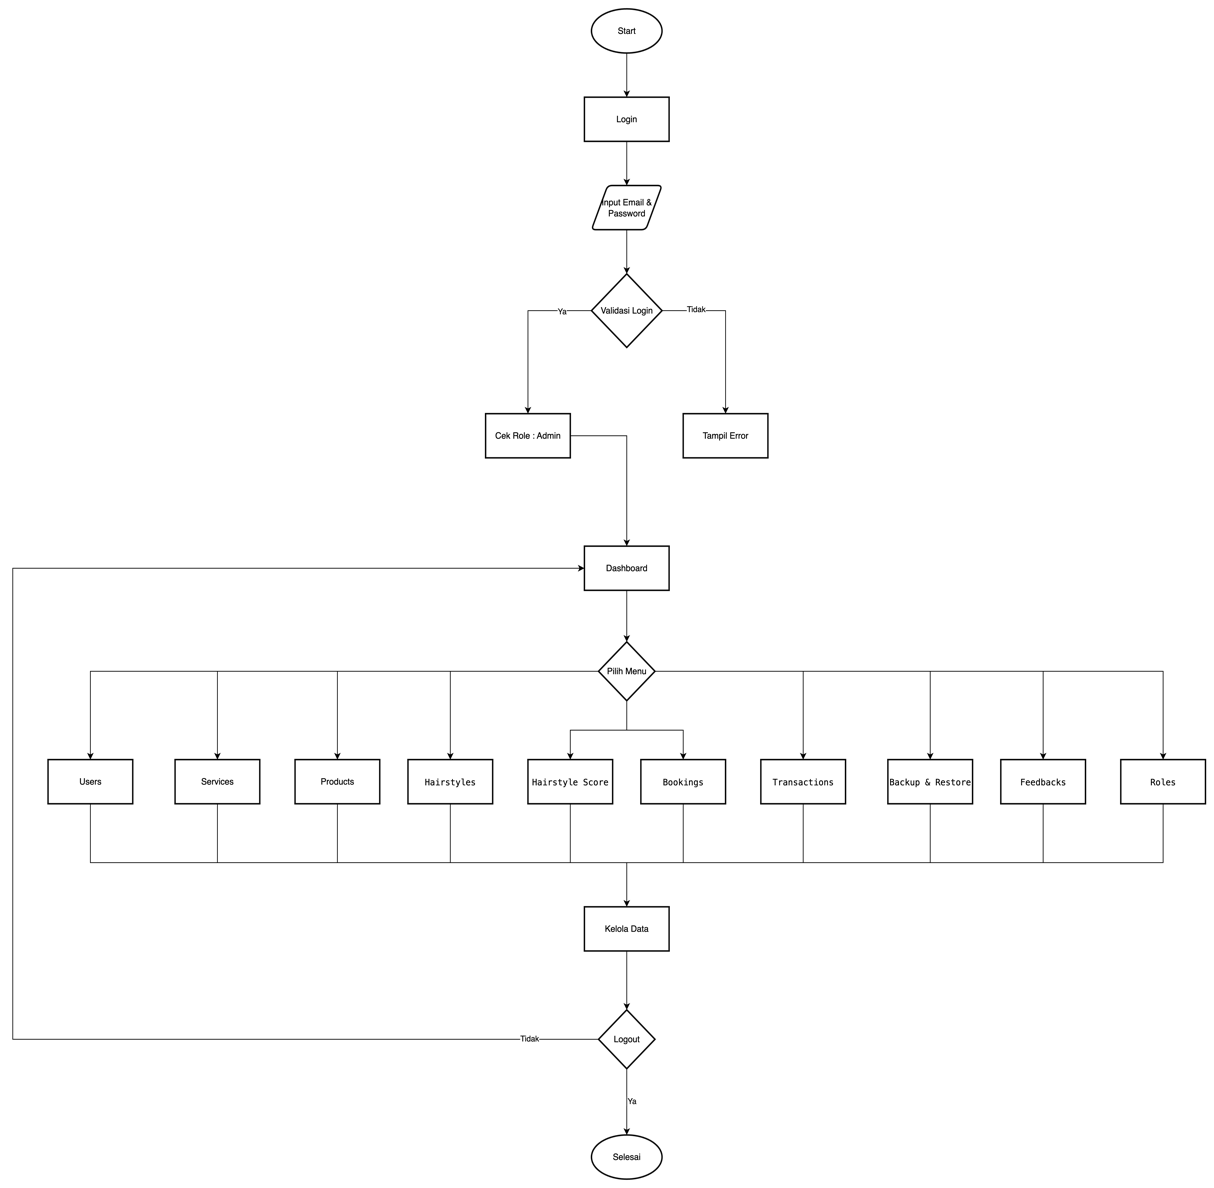 Start
Login
Input Email &
Password
Validasi Login
Ya
Tidak
Cek Role : Admin
Tampil Error
Dashboard
Pilih Menu
Users
Services
Products
Hairstyles
Hairstyle Score
Bookings
Transactions
Backup & Restore
Feedbacks
Roles
Kelola Data
Logout
Tidak
Ya
Selesai